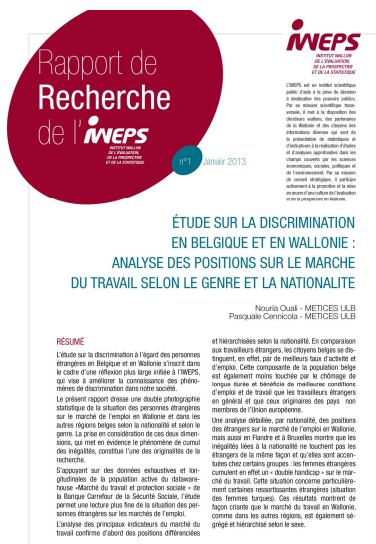 Rapport de
Recherche
de l'iweps
INSTITUT WALLON
DE L'ÉVALUATION,
DE LA PROSPECTIVE
ET DE LA STATISTIQUE
n°1
Janvier 2013
iweps
INSTITUT WALLON
DE L'ÉVALUATION,
DE LA PROSPECTIVE
ET DE LA STATISTIQUE
L'IWEPS est un institut scientifique
public d'aide à la prise de décision
à destination des pouvoirs publics.
Par sa mission scientifique trans-
versale, il met à la disposition des
décideurs wallons, des partenaires
de la Wallonie et des citoyens des
informations diverses qui vont de
la présentation de statistiques et
d'indicateurs à la réalisation d'études
et d'analyses approfondies dans les
champs couverts par les sciences
économiques, sociales, politiques et
de l'environnement. Par sa mission
de conseil stratégique, il participe
activement à la promotion et la mise
en œuvre d'une culture de l'évaluation
et de la prospective en Wallonie.
ÉTUDE SUR LA DISCRIMINATION
EN BELGIQUE ET EN WALLONIE :
ANALYSE DES POSITIONS SUR LE MARCHE
DU TRAVAIL SELON LE GENRE ET LA NATIONALITE
Nouria Ouali - METICES ULB
Pasquale Cennicola - METICES ULB
RÉSUMÉ
L'étude sur la discrimination à l'égard des personnes
étrangères en Belgique et en Wallonie s'inscrit dans
le cadre d'une réflexion plus large initiée à l'IWEPS,
qui vise à améliorer la connaissance des phéno-
mènes de discrimination dans notre société.
Le présent rapport dresse une double photographie
statistique de la situation des personnes étrangères
sur le marché de l'emploi en Wallonie et dans les
autres régions belges selon la nationalité et selon le
genre. La prise en considération de ces deux dimen-
sions, qui met en évidence le phénomène de cumul
des inégalités, constitue l'une des originalités de la
recherche.
S'appuyant sur des données exhaustives et lon-
gitudinales de la population active du dataware-
house «Marché du travail et protection sociale » de
la Banque Carrefour de la Sécurité Sociale, l'étude
permet une lecture plus fine de la situation des per-
sonnes étrangères sur les marchés de l'emploi.
L'analyse des principaux indicateurs du marché du
travail confirme d'abord des positions différenciées
et hiérarchisées selon la nationalité. En comparaison
aux travailleurs étrangers, les citoyens belges se dis-
tinguent, en effet, par de meilleurs taux d'activité et
d'emploi. Cette composante de la population belge
est également moins touchée par le chômage de
longue durée et bénéficie de meilleures conditions
d'emploi et de travail que les travailleurs étrangers
en général et que ceux originaires des pays non
membres de l'Union européenne.
Une analyse détaillée, par nationalité, des positions
des étrangers sur le marché de l'emploi en Wallonie,
mais aussi en Flandre et à Bruxelles montre que les
inégalités liées à la nationalité ne touchent pas les
étrangers de la même façon et qu'elles sont accen-
tuées chez certains groupes : les femmes étrangères
cumulent en effet un « double handicap » sur le mar-
ché du travail. Cette situation concerne particulière-
ment certaines ressortissantes étrangères (situation
des femmes turques). Ces résultats montrent de
façon criante que le marché du travail en Wallonie,
comme dans les autres régions, est également sé-
grégé et hiérarchisé selon le sexe.